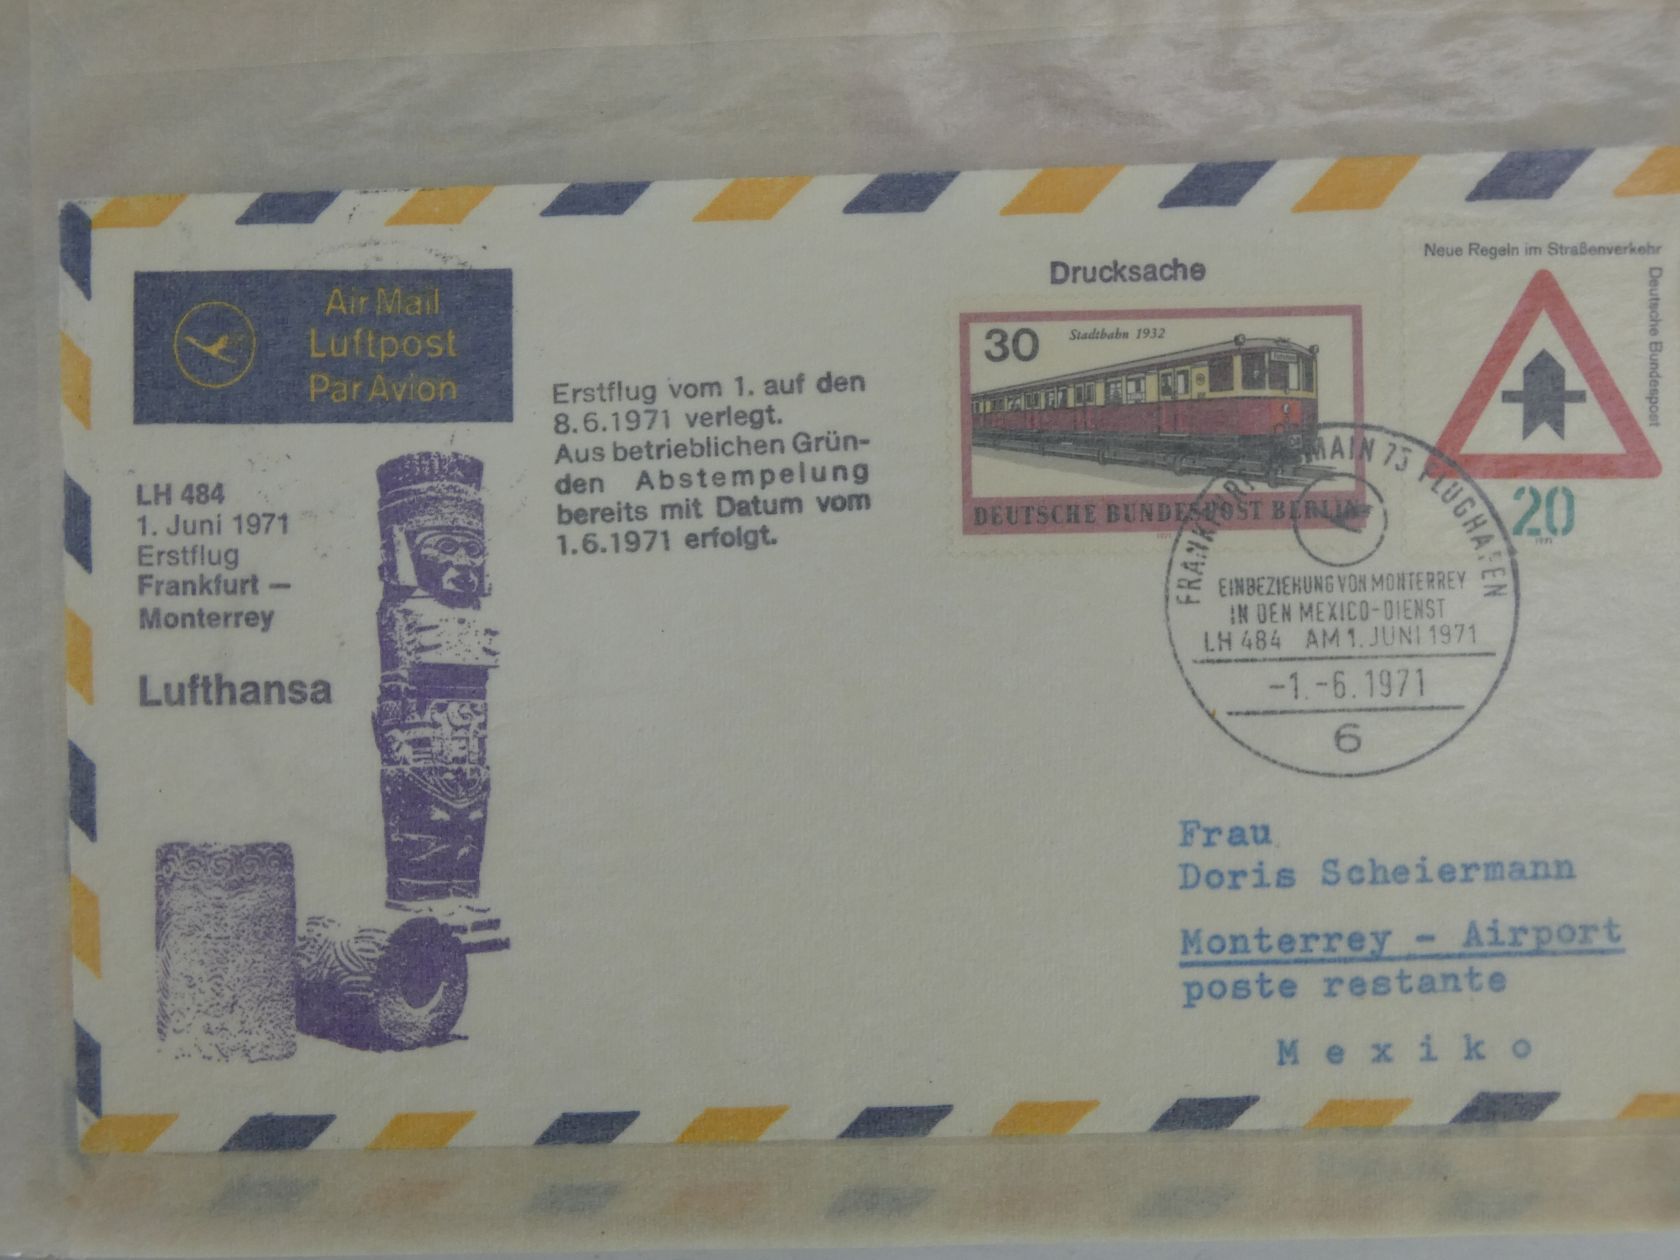 Air Mail
Luftpost
Par Avion
LH 484
1. Juni 1971
Erstflug
Frankfurt –
Monterrey
Lufthansa
Erstflug vom 1. auf den
8.6.1971 verlegt.
Aus betrieblichen Grün-
den Abstempelung
bereits mit Datum vom
1.6.1971 erfolgt.
Drucksache
30
Stadtbahn 1932
DEUTSCHE BUNDESPOST BERLIN
Neue Regeln im Straßenverkehr
Deutsche Bundespost
20
1971
FRANKFURT MAIN 75 FLUGHAFEN
EINBEZIEHUNG VON MONTERREY
IN DEN MEXICO-DIENST
LH 484 AM 1. JUNI 1971
-1.-6.1971
6
Frau
Doris Scheiermann
Monterrey - Airport
poste restante
Mexiko